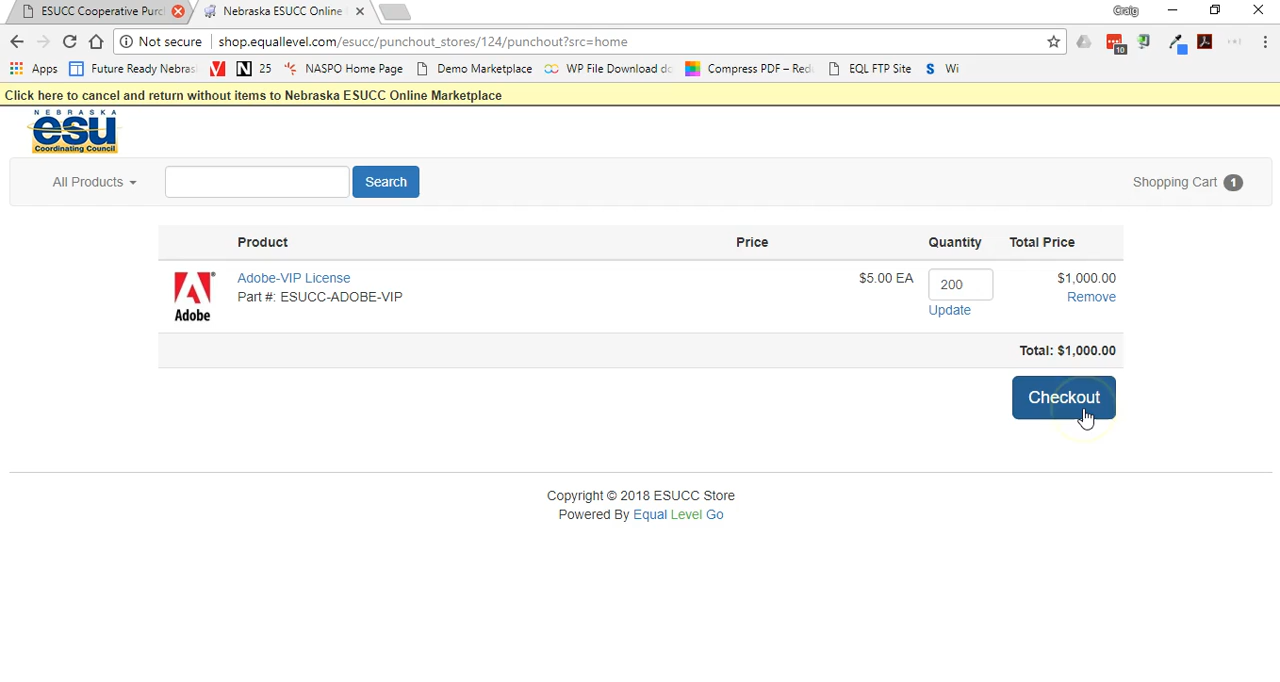 ESUCC Cooperative Purc
Nebraska ESUCC Online
Craig
Not secure
shop.equallevel.com/esucc/punchout_stores/124/punchout?src=home
10
Apps
Future Ready Nebras
25
NASPO Home Page
Demo Marketplace
WP File Download do
Compress PDF – Redu
EQL FTP Site
S
Wi
Click here to cancel and return without items to Nebraska ESUCC Online Marketplace
NEBRASKA
esu
Coordinating Council
All Products
Search
Shopping Cart 1
Product Price Quantity Total Price
Adobe-VIP License $5.00 EA 200 $1,000.00
Part #: ESUCC-ADOBE-VIP Remove
Adobe
Update
Total: $1,000.00
Checkout
Copyright © 2018 ESUCC Store
Powered By Equal Level Go